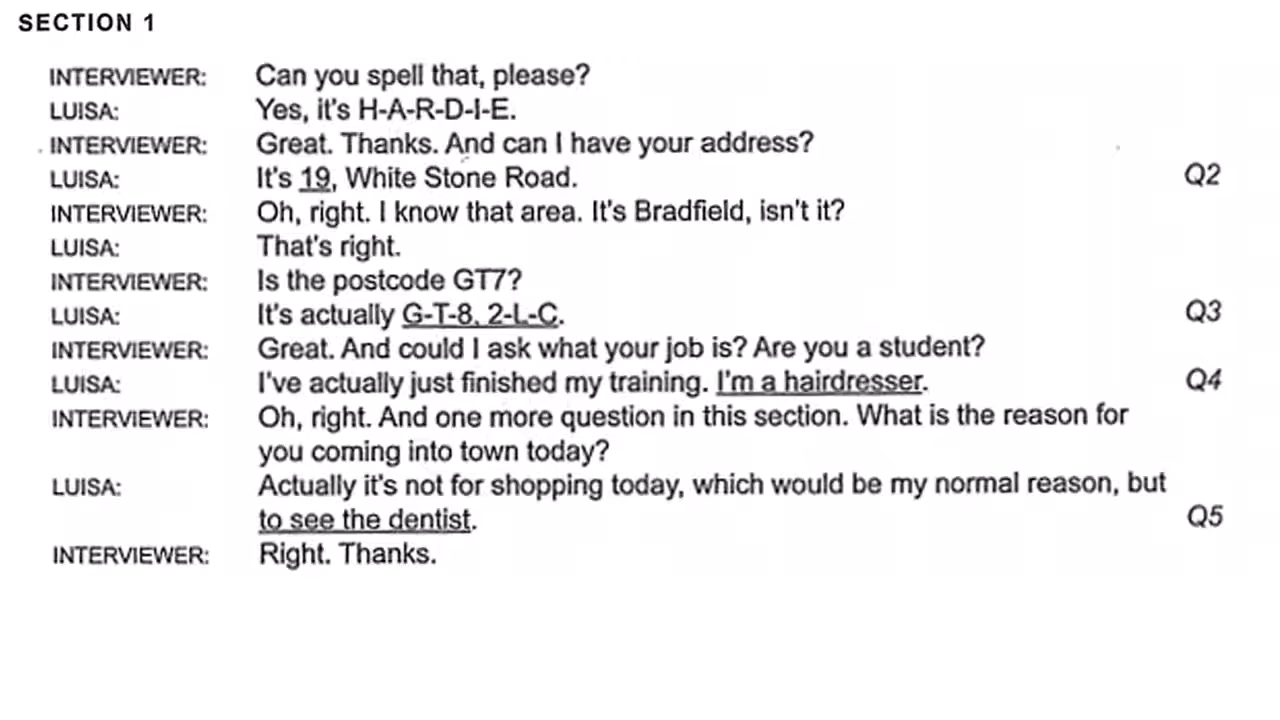 SECTION 1
INTERVIEWER: Can you spell that, please?
LUISA: Yes, it's H-A-R-D-I-E.
INTERVIEWER: Great. Thanks. And can I have your address?
LUISA: It's 19, White Stone Road. Q2
INTERVIEWER: Oh, right. I know that area. It's Bradfield, isn't it?
LUISA: That's right.
INTERVIEWER: Is the postcode GT7?
LUISA: It's actually G-T-8, 2-L-C. Q3
INTERVIEWER: Great. And could I ask what your job is? Are you a student?
LUISA: I've actually just finished my training. I'm a hairdresser. Q4
INTERVIEWER: Oh, right. And one more question in this section. What is the reason for
you coming into town today?
LUISA: Actually it's not for shopping today, which would be my normal reason, but
to see the dentist. Q5
INTERVIEWER: Right. Thanks.